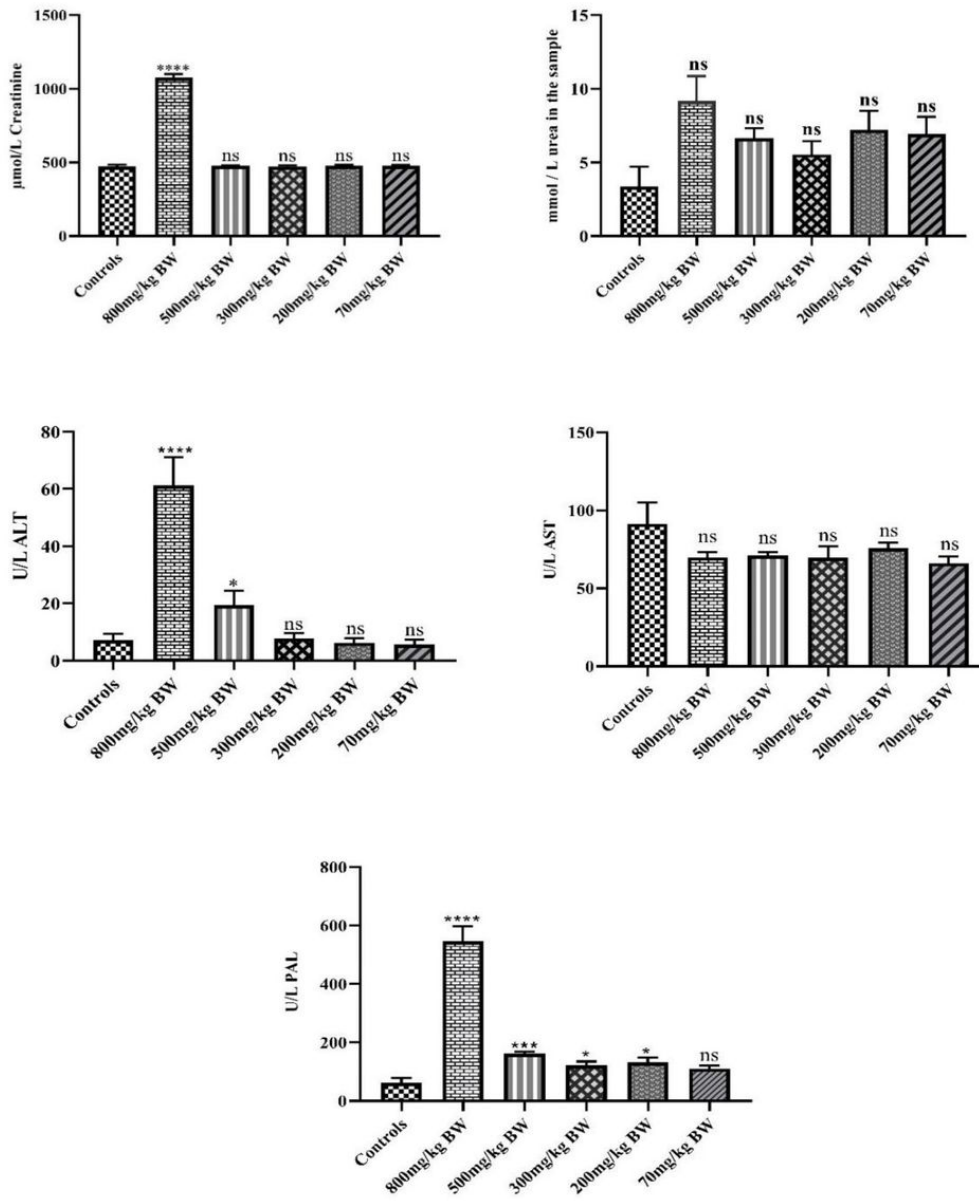 µmol/L Creatinine
1500
1000
500
0
****
ns
ns
ns
ns
Controls
800mg/kg BW
500mg/kg BW
300mg/kg BW
200mg/kg BW
70mg/kg BW
mmol / L urea in the sample
15
10
5
0
ns
ns
ns
ns
ns
Controls
800mg/kg BW
500mg/kg BW
300mg/kg BW
200mg/kg BW
70mg/kg BW
U/L ALT
80
60
40
20
0
****
*
ns
ns
ns
Controls
800mg/kg BW
500mg/kg BW
300mg/kg BW
200mg/kg BW
70mg/kg BW
U/L AST
150
100
50
0
ns
ns
ns
ns
ns
Controls
800mg/kg BW
500mg/kg BW
300mg/kg BW
200mg/kg BW
70mg/kg BW
U/L PAL
800
600
400
200
0
****
***
*
*
ns
Controls
800mg/kg BW
500mg/kg BW
300mg/kg BW
200mg/kg BW
70mg/kg BW